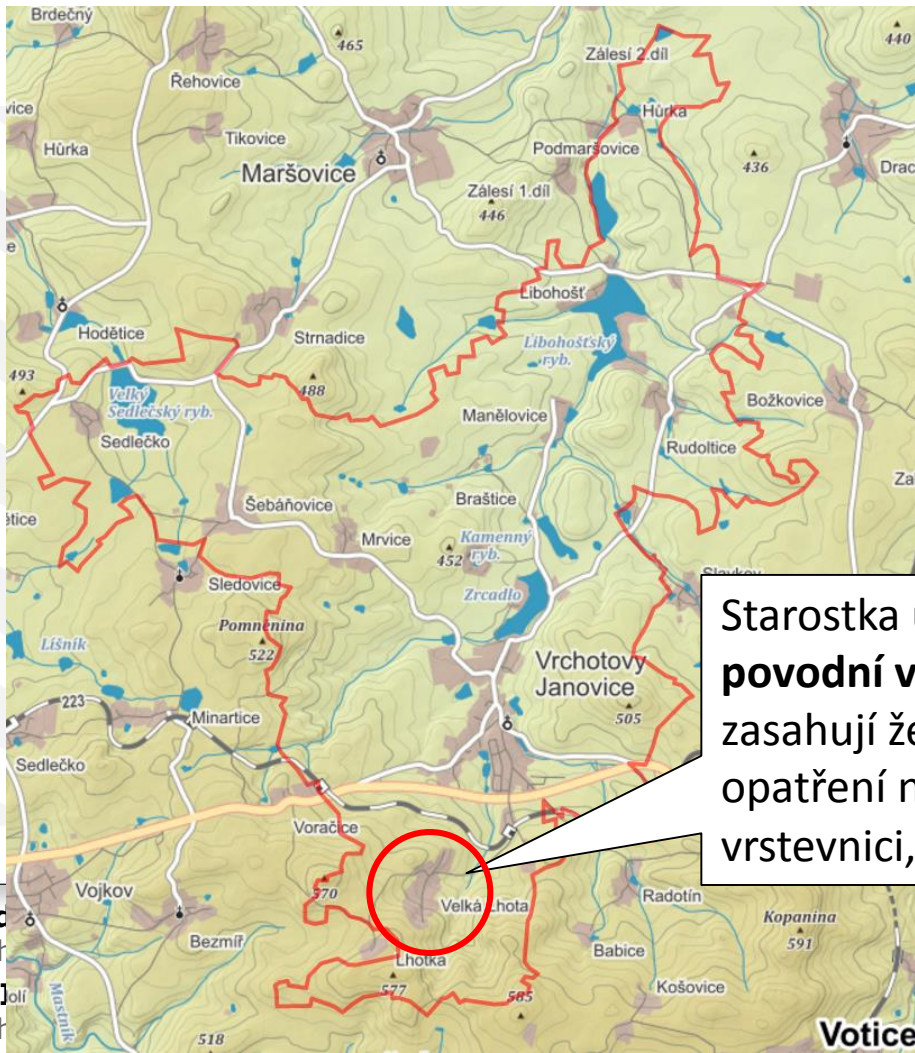 Brdečný
465
Zálesí 2.díl
440
Řehovice
Hůrka
Hůrka
Tikovice
Podmaršovice
Maršovice
436
Zálesí 1.díl
446
Libohošť
Hodětice
Strnadice
Libohošťský
ryb.
493
488
Velký
Sedlečský ryb.
Manělovice
Božkovice
Sedlečko
Rudoltice
Braštice
Šebáňovice
Mrvice
Kamenný
ryb.
452
Sledovice
Zrcadlo
Slavkov
Pomněnina
522
Líšník
Vrchotovy
Janovice
505
223
Minartice
Sedlečko
Starostka
povodní v
zasahují že
opatření n
vrstevnici,
Voračice
570
Vojkov
Velká Lhota
Radotín
Kopanina
591
Bezmíř
Babice
Lhotka
577
Košovice
585
Mastník
518
Votice